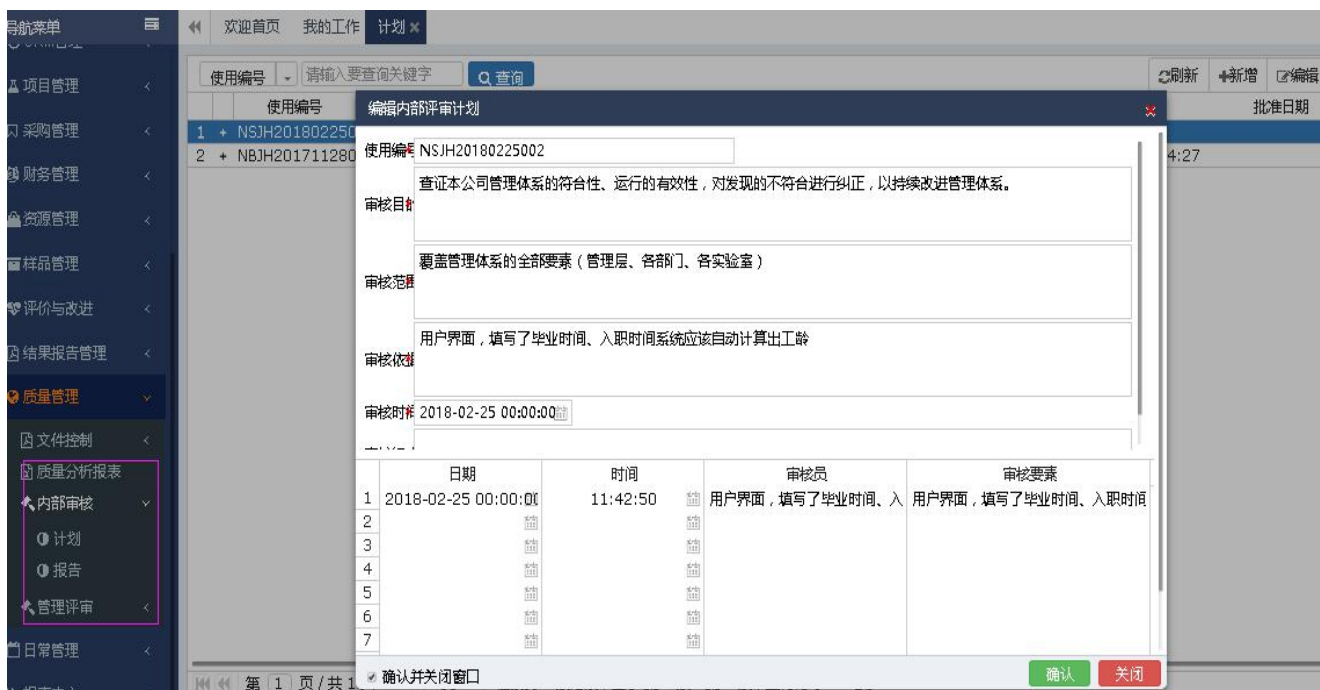 导航菜单
欢迎首页 我的工作 计划
项目管理
采购管理
财务管理
资源管理
样品管理
评价与改进
结果报告管理
质量管理
文件控制
质量分析报表
内部审核
计划
报告
管理评审
日常管理
使用编号 请输入要查询关键字 查询 刷新 +新增 编辑
使用编号 批准日期
1 + NSJH201802250
2 + NBJH201711280 4:27
编辑内部评审计划
使用编号 NSJH20180225002
审核目的 查证本公司管理体系的符合性、运行的有效性，对发现的不符合进行纠正，以持续改进管理体系。
审核范围 覆盖管理体系的全部要素（管理层、各部门、各实验室）
审核依据 用户界面，填写了毕业时间、入职时间系统应该自动计算出工龄
审核时间 2018-02-25 00:00:00
日期 时间 审核员 审核要素
1 2018-02-25 00:00:00 11:42:50 用户界面，填写了毕业时间、入 用户界面，填写了毕业时间、入职时间
2
3
4
5
6
7
确认并关闭窗口 确认 关闭
第 1 页/共1